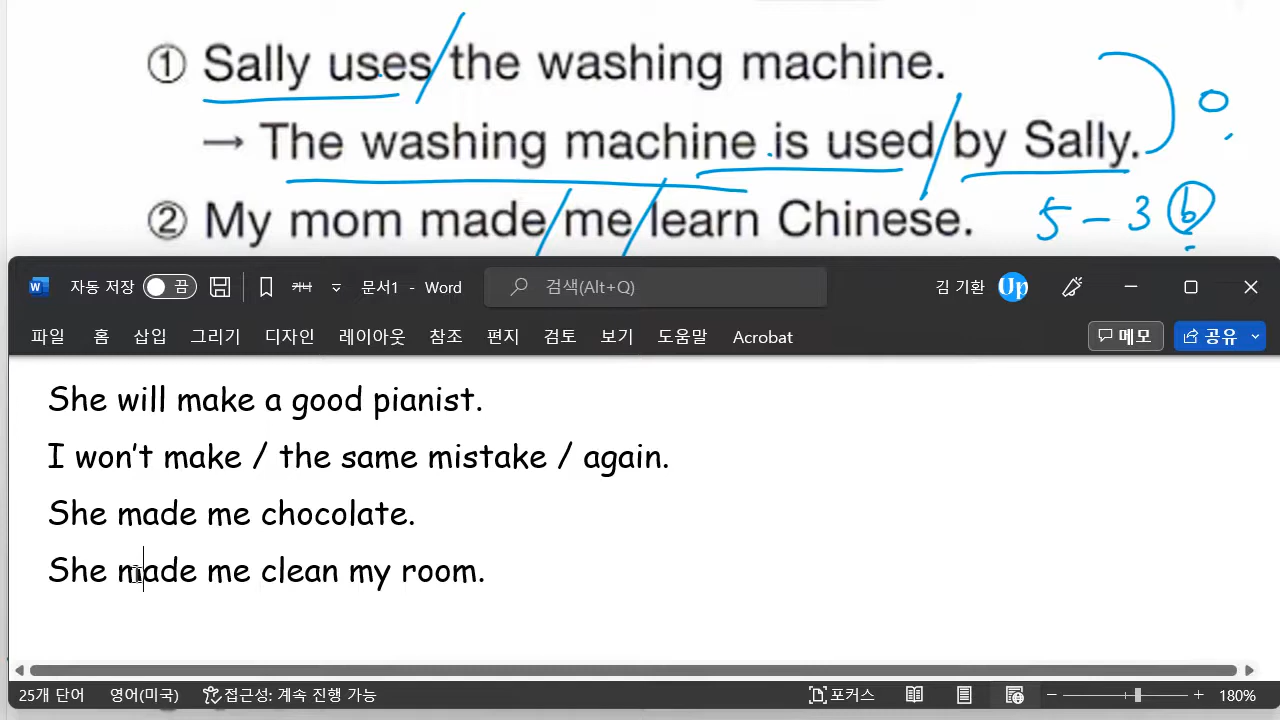 ① Sally uses / the washing machine.
→ The washing machine is used / by Sally.
② My mom made / me / learn Chinese.
5 - 3 ⓑ
자동 저장 끔 문서1 - Word 검색(Alt+Q) 김 기환
파일 홈 삽입 그리기 디자인 레이아웃 참조 편지 검토 보기 도움말 Acrobat 메모 공유
She will make a good pianist.
I won't make / the same mistake / again.
She made me chocolate.
She made me clean my room.
25개 단어 영어(미국) 접근성: 계속 진행 가능 포커스 180%